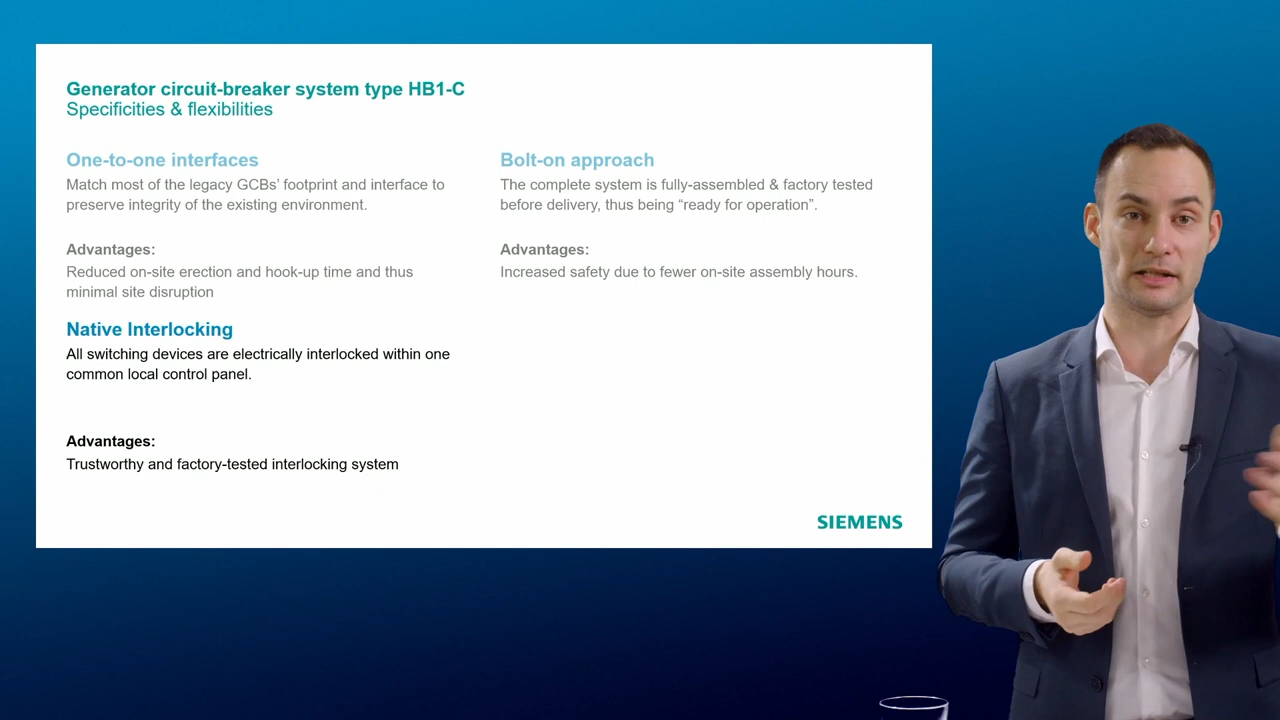 Generator circuit-breaker system type HB1-C
Specificities & flexibilities
One-to-one interfaces
Match most of the legacy GCBs’ footprint and interface to
preserve integrity of the existing environment.
Advantages:
Reduced on-site erection and hook-up time and thus
minimal site disruption
Bolt-on approach
The complete system is fully-assembled & factory tested
before delivery, thus being “ready for operation”.
Advantages:
Increased safety due to fewer on-site assembly hours.
Native Interlocking
All switching devices are electrically interlocked within one
common local control panel.
Advantages:
Trustworthy and factory-tested interlocking system
SIEMENS